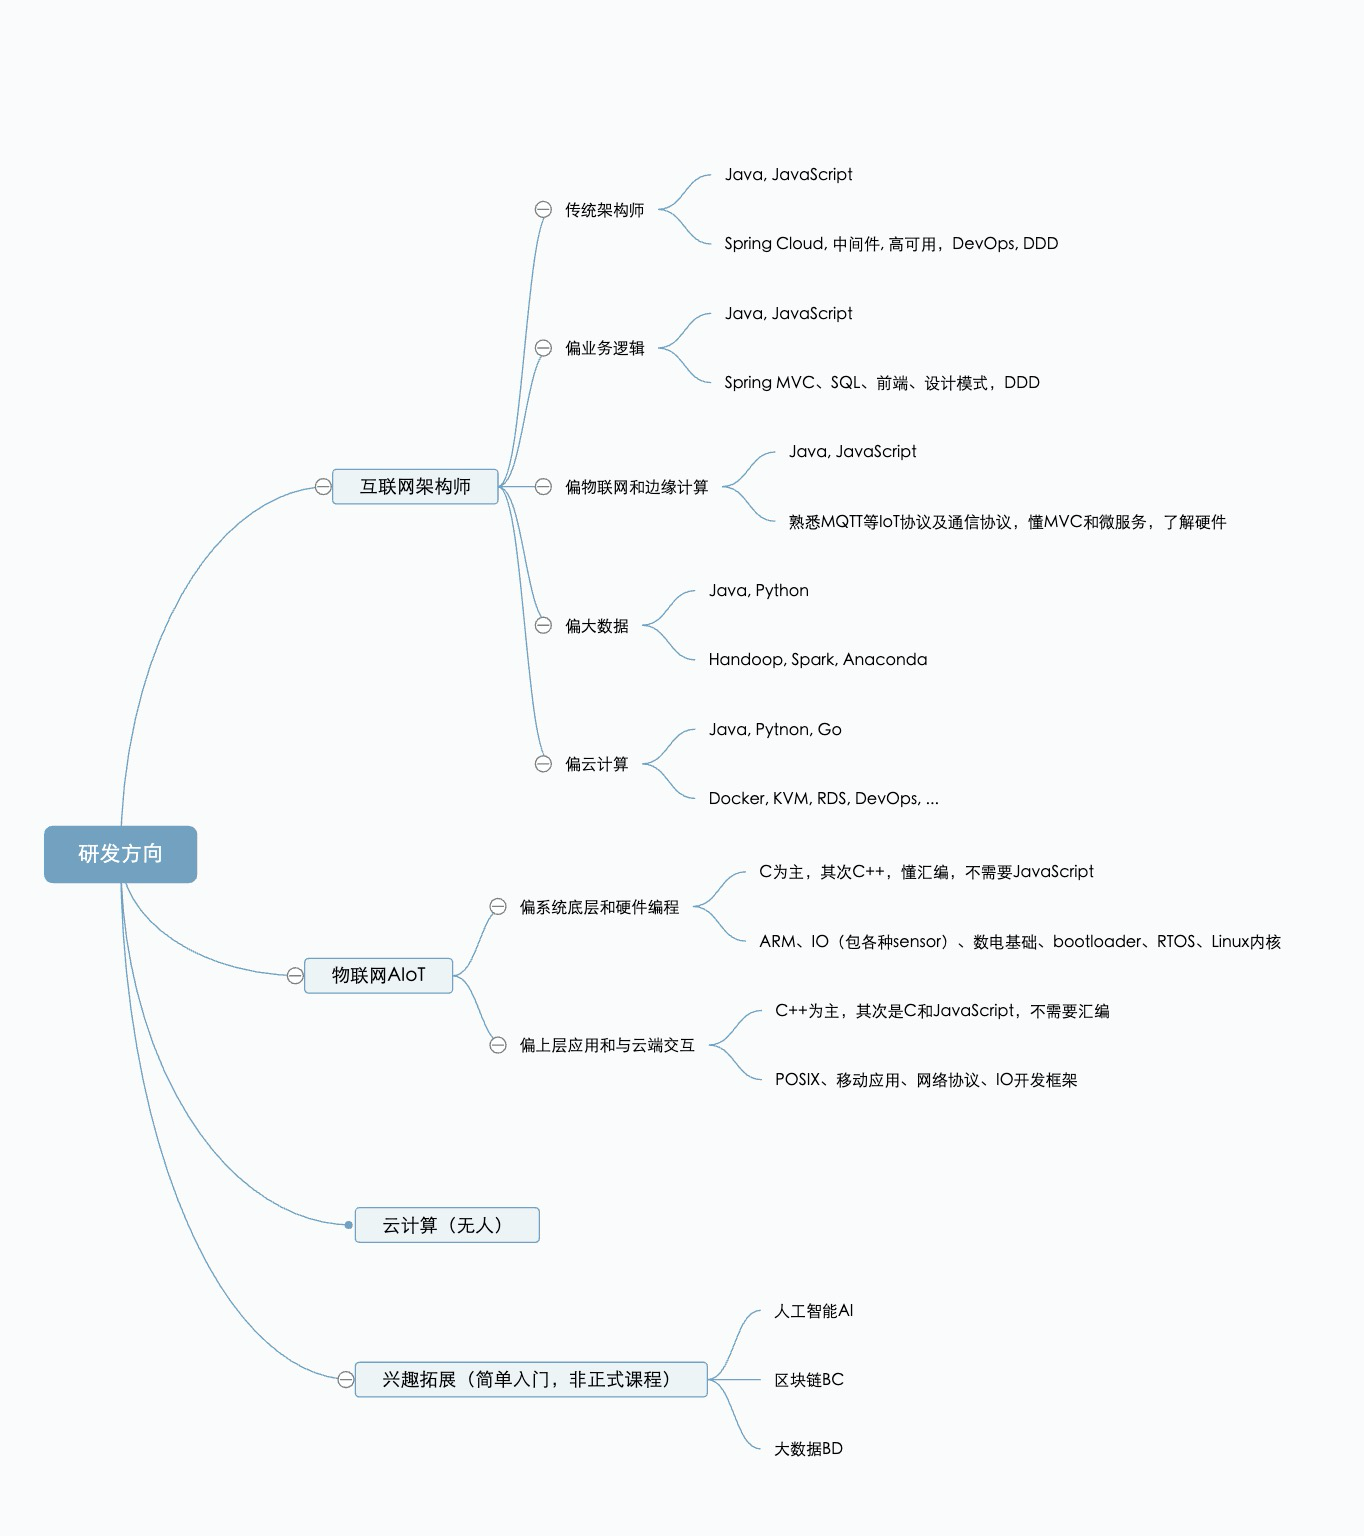 研发方向
互联网架构师
传统架构师
Java, JavaScript
Spring Cloud, 中间件, 高可用，DevOps, DDD
偏业务逻辑
Java, JavaScript
Spring MVC、SQL、前端、设计模式，DDD
偏物联网和边缘计算
Java, JavaScript
熟悉MQTT等IoT协议及通信协议，懂MVC和微服务，了解硬件
偏大数据
Java, Python
Handoop, Spark, Anaconda
偏云计算
Java, Pytnon, Go
Docker, KVM, RDS, DevOps, ...
物联网AIoT
偏系统底层和硬件编程
C为主，其次C++，懂汇编，不需要JavaScript
ARM、IO（包各种sensor）、数电基础、bootloader、RTOS、Linux内核
偏上层应用和与云端交互
C++为主，其次是C和JavaScript，不需要汇编
POSIX、移动应用、网络协议、IO开发框架
云计算（无人）
兴趣拓展（简单入门，非正式课程）
人工智能AI
区块链BC
大数据BD